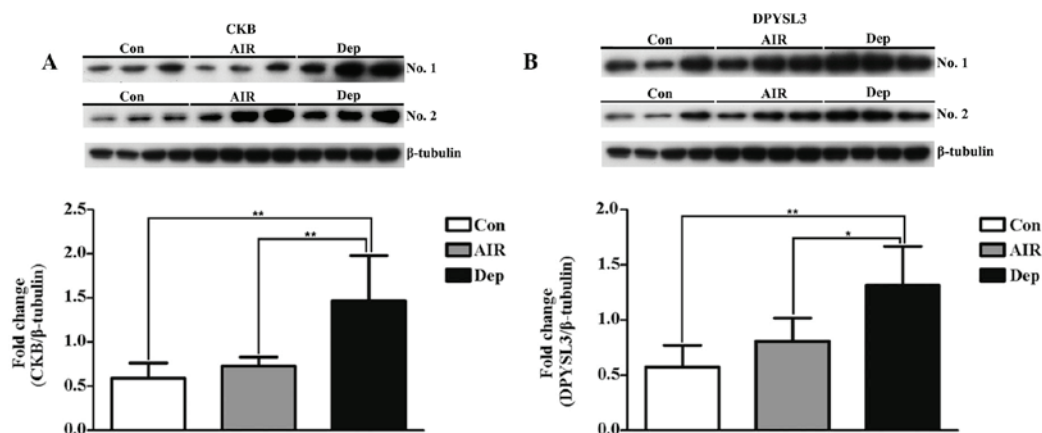 A
CKB
Con AIR Dep
No. 1
Con AIR Dep
No. 2
β-tubulin
Fold change
(CKB/β-tubulin)
2.5
2.0
1.5
1.0
0.5
0.0
**
**
Con
AIR
Dep
B
DPYSL3
Con AIR Dep
No. 1
Con AIR Dep
No. 2
β-tubulin
Fold change
(DPYSL3/β-tubulin)
2.0
1.5
1.0
0.5
0.0
**
*
Con
AIR
Dep